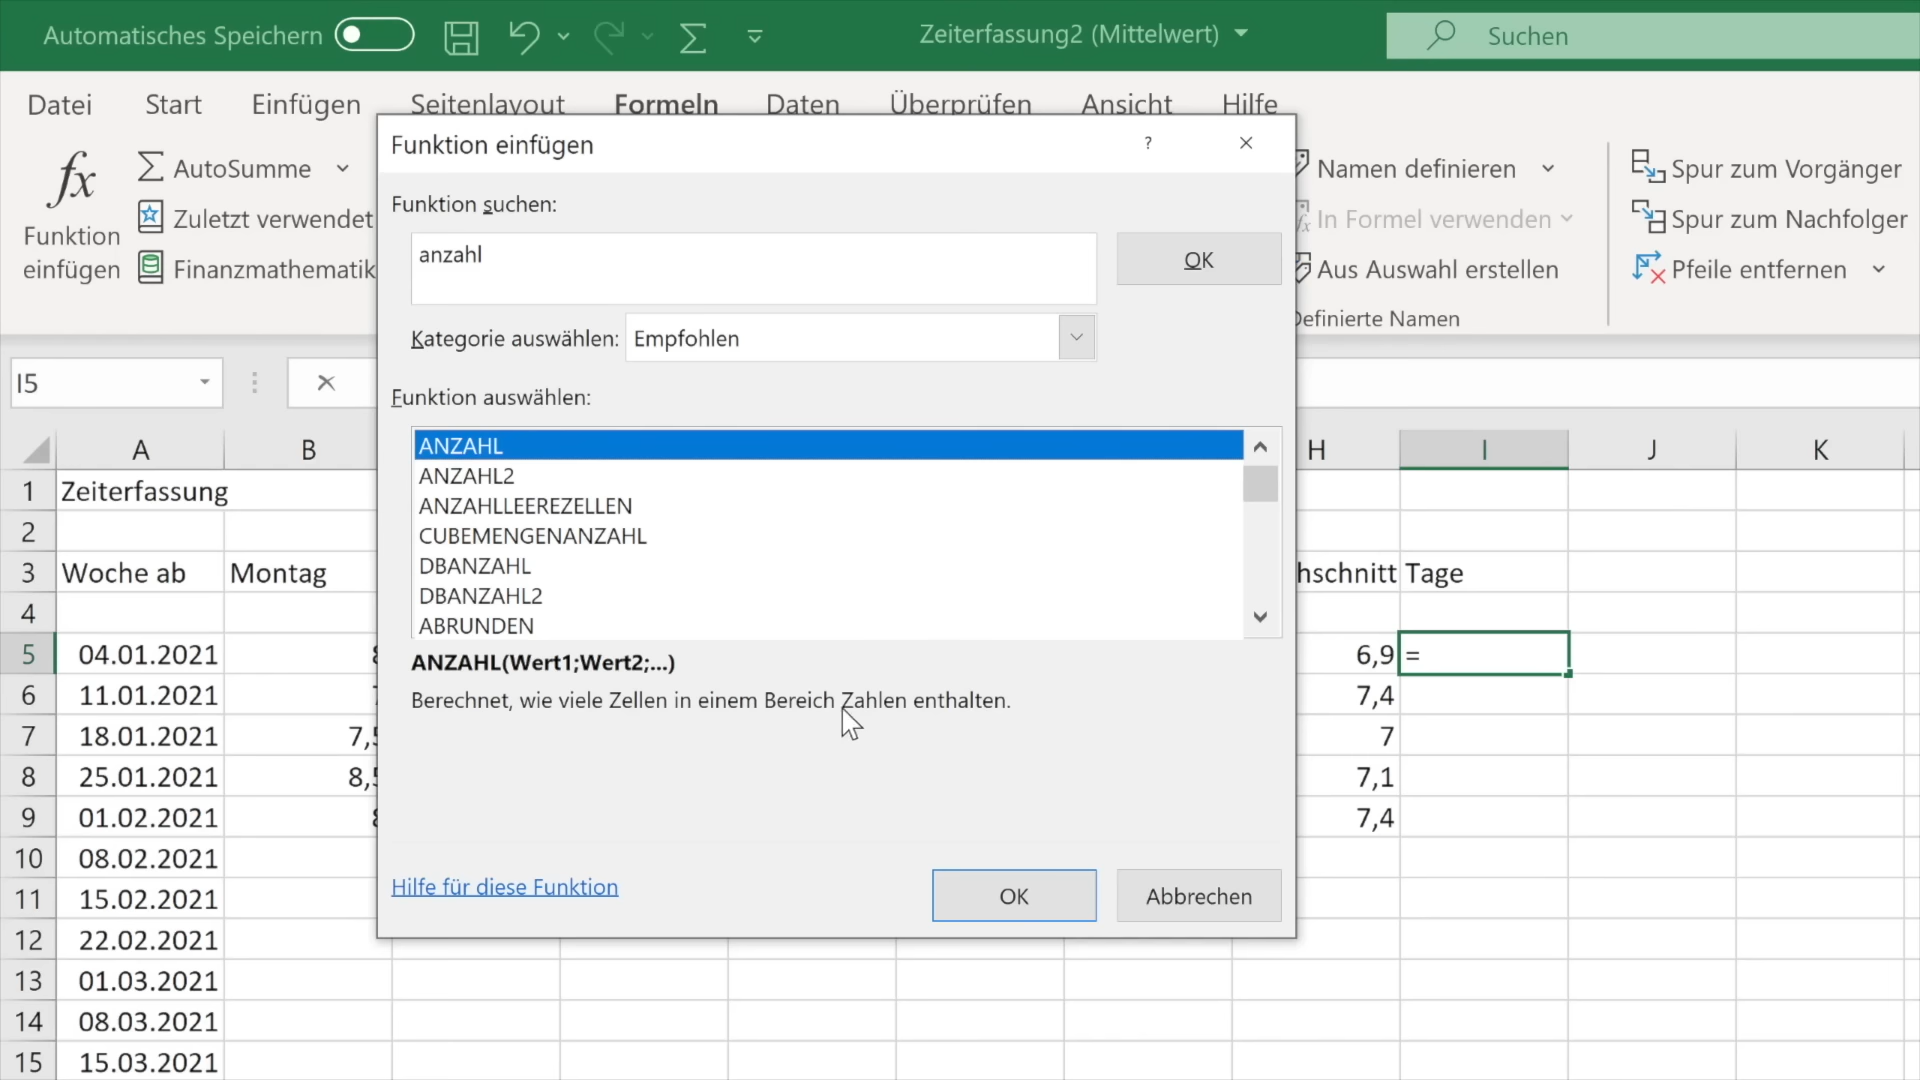 Automatisches Speichern
Zeiterfassung2 (Mittelwert)
Suchen
Datei Start Einfügen Seitenlayout Formeln Daten Überprüfen Ansicht Hilfe
fx
Funktion einfügen
AutoSumme
Zuletzt verwendet
Finanzmathematik
Namen definieren
In Formel verwenden
Aus Auswahl erstellen
Definierte Namen
Spur zum Vorgänger
Spur zum Nachfolger
Pfeile entfernen
Funktion einfügen ?
Funktion suchen:
anzahl
OK
Kategorie auswählen: Empfohlen
Funktion auswählen:
ANZAHL
ANZAHL2
ANZAHLLEEREZELLEN
CUBEMENGENANZAHL
DBANZAHL
DBANZAHL2
ABRUNDEN
ANZAHL(Wert1;Wert2;...)
Berechnet, wie viele Zellen in einem Bereich Zahlen enthalten.
Hilfe für diese Funktion
OK
Abbrechen
I5
A B H I J K
1 Zeiterfassung
2
3 Woche ab Montag hschnitt Tage
4
5 04.01.2021 6,9 =
6 11.01.2021 7,4
7 18.01.2021 7,5 7
8 25.01.2021 8,5 7,1
9 01.02.2021 7,4
10 08.02.2021
11 15.02.2021
12 22.02.2021
13 01.03.2021
14 08.03.2021
15 15.03.2021